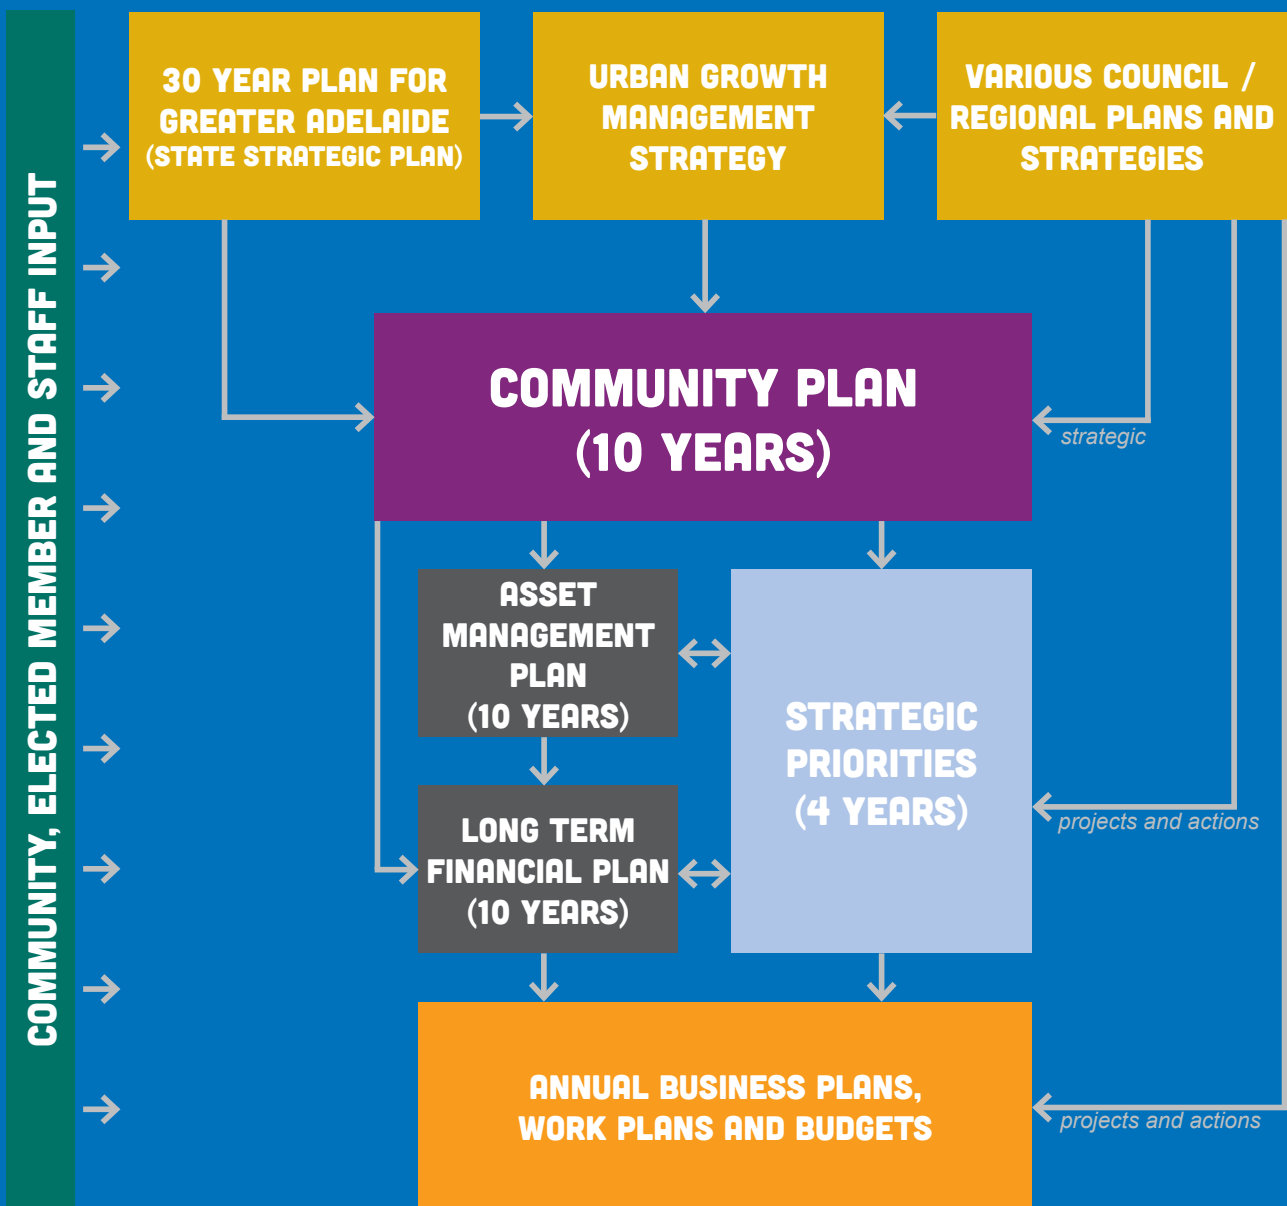 COMMUNITY, ELECTED MEMBER AND STAFF INPUT
30 YEAR PLAN FOR
GREATER ADELAIDE
(STATE STRATEGIC PLAN)
URBAN GROWTH
MANAGEMENT
STRATEGY
VARIOUS COUNCIL /
REGIONAL PLANS AND
STRATEGIES
COMMUNITY PLAN
(10 YEARS)
strategic
ASSET
MANAGEMENT
PLAN
(10 YEARS)
STRATEGIC
PRIORITIES
(4 YEARS)
projects and actions
LONG TERM
FINANCIAL PLAN
(10 YEARS)
ANNUAL BUSINESS PLANS,
WORK PLANS AND BUDGETS
projects and actions